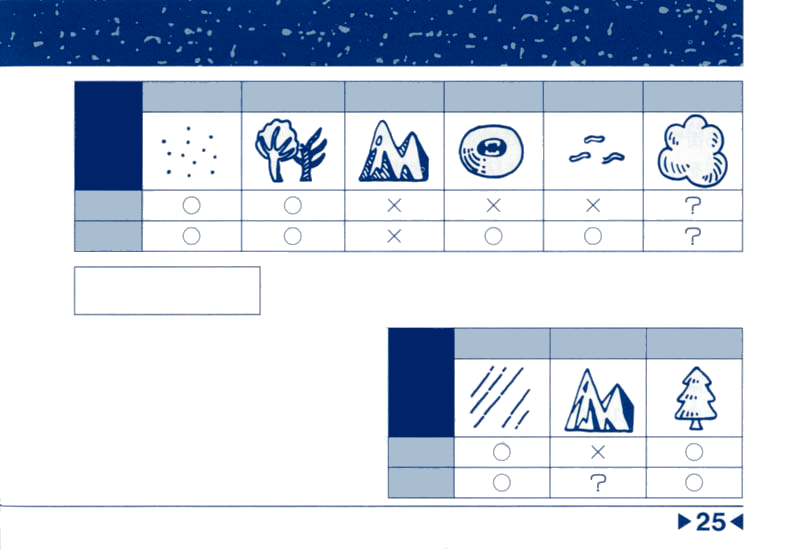 ○ ○ × × × ?
○ ○ × ○ ○ ?
○ × ○
○ ? ○
▶25◀